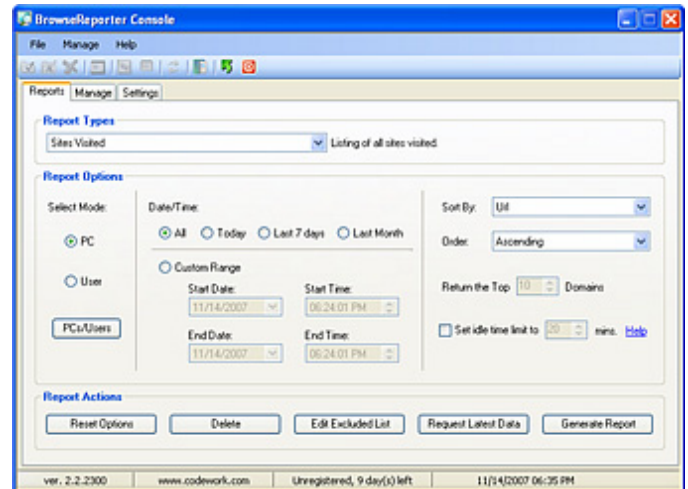 BrowseReporter Console
File Manage Help
Reports Manage Settings
Report Types
Sites Visited Listing of all sites visited
Report Options
Select Mode: Date/Time: Sort By: Url
PC All Today Last 7 days Last Month
Order: Ascending
User Custom Range
Start Date: Start Time: Return the Top 10 Domains
11/14/2007 06:24:01 PM
PCs/Users End Date: End Time: Set idle time limit to 20 mins. Help
11/14/2007 06:24:01 PM
Report Actions
Reset Options Delete Edit Excluded List Request Latest Data Generate Report
ver. 2.2.2300 www.codework.com Unregistered, 9 day(s) left 11/14/2007 06:35 PM